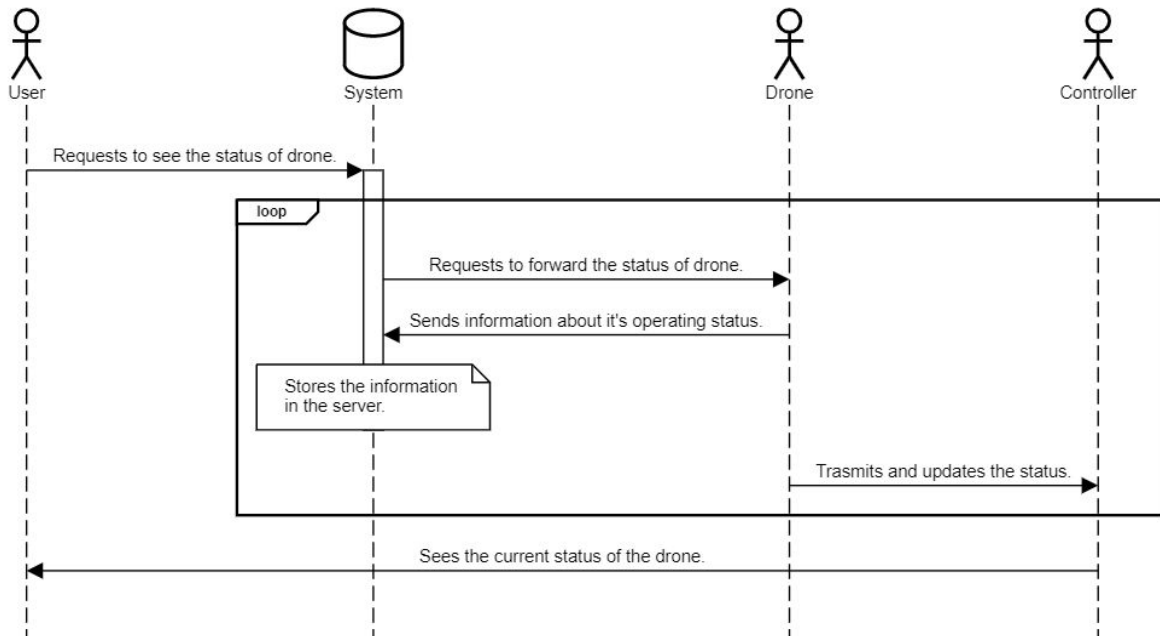 User
System
Drone
Controller
Requests to see the status of drone.
loop
Requests to forward the status of drone.
Sends information about it's operating status.
Stores the information
in the server.
Trasmits and updates the status.
Sees the current status of the drone.